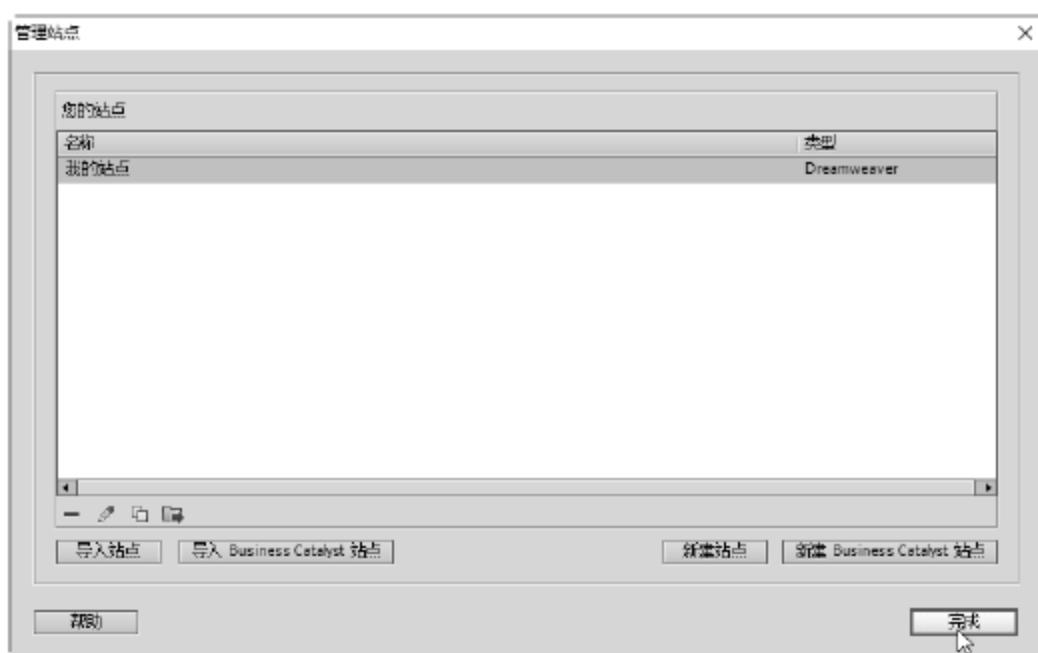 管理站点
您的站点
名称 类型
我的站点 Dreamweaver
导入站点 导入 Business Catalyst 站点 新建站点 新建 Business Catalyst 站点
帮助 完成